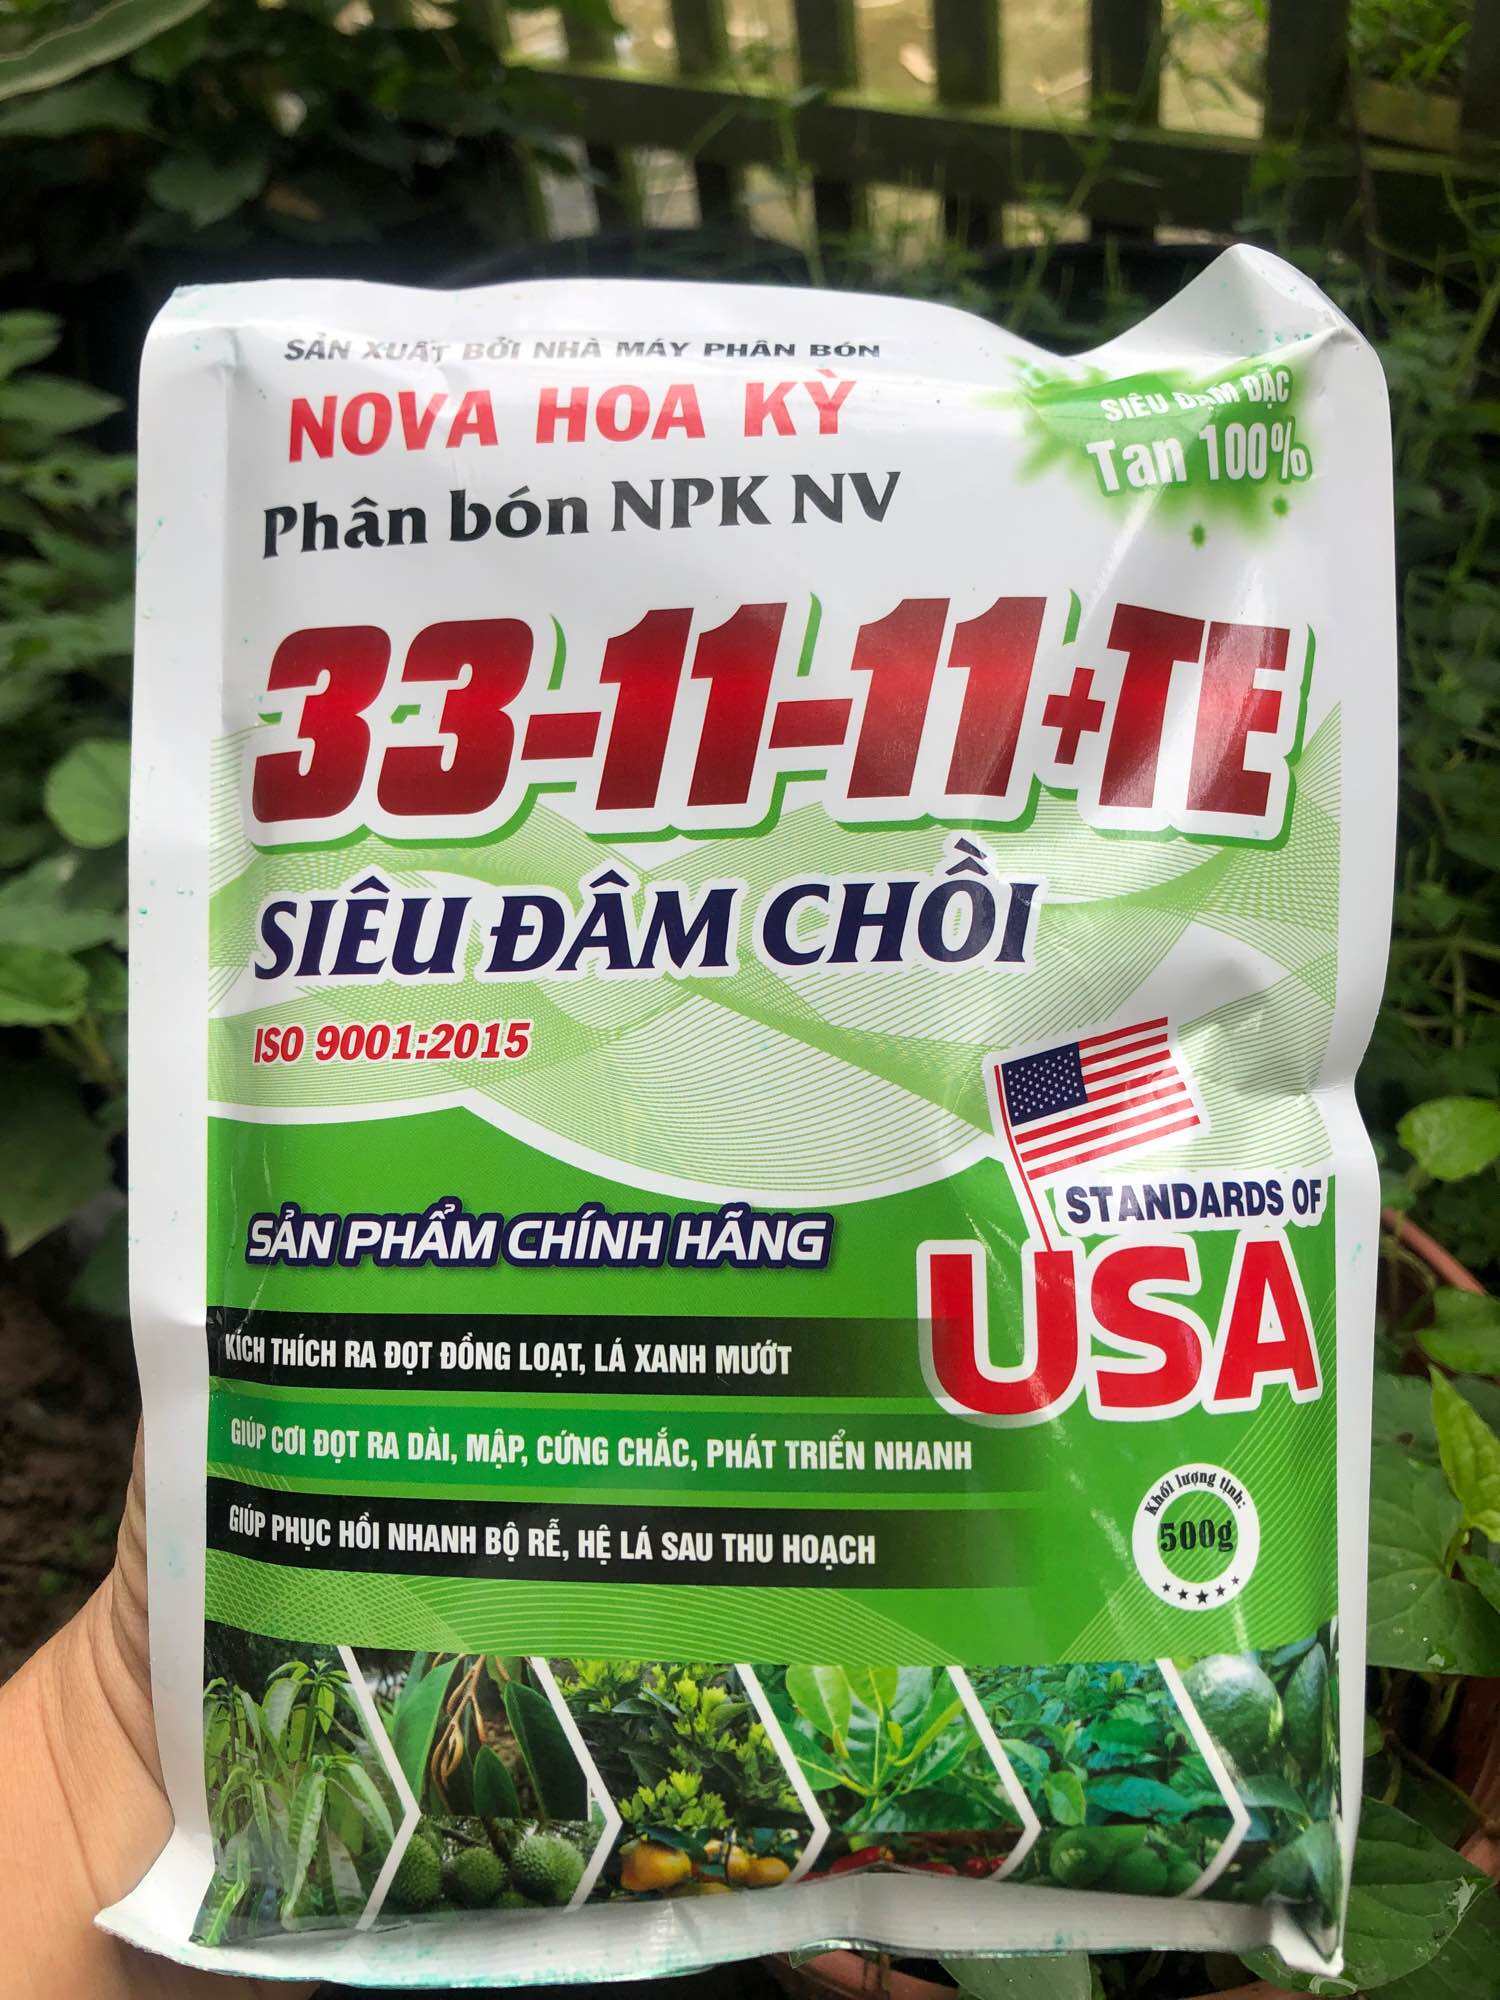 SẢN XUẤT BỞI NHÀ MÁY PHÂN BÓN
NOVA HOA KỲ
SIÊU ĐẬM ĐẶC
Tan 100%
Phân bón NPK NV
33-11-11+TE
SIÊU ĐÂM CHỒI
ISO 9001:2015
STANDARDS OF
USA
SẢN PHẨM CHÍNH HÃNG
KÍCH THÍCH RA ĐỌT ĐỒNG LOẠT, LÁ XANH MƯỚT
GIÚP CƠI ĐỌT RA DÀI, MẬP, CỨNG CHẮC, PHÁT TRIỂN NHANH
GIÚP PHỤC HỒI NHANH BỘ RỄ, HỆ LÁ SAU THU HOẠCH
Khối lượng tịnh:
500g